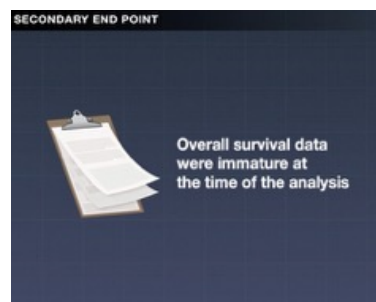 SECONDARY END POINT
Overall survival data
were immature at
the time of the analysis